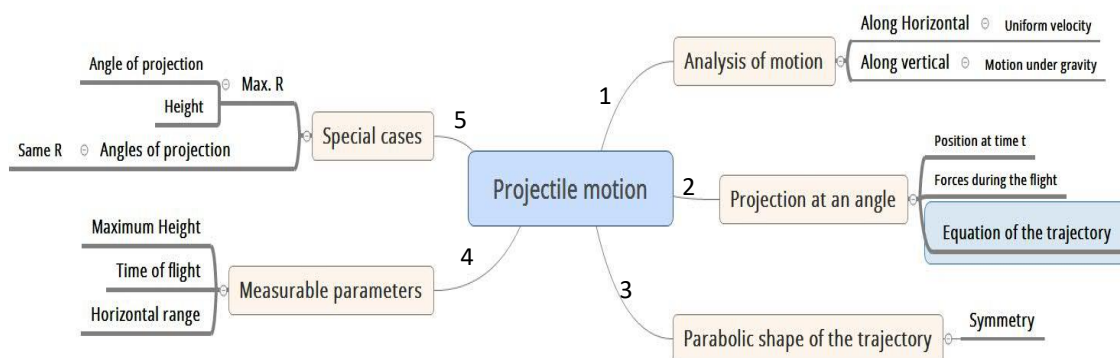 Projectile motion
1
Analysis of motion
Along Horizontal
Uniform velocity
Along vertical
Motion under gravity
2
Projection at an angle
Position at time t
Forces during the flight
Equation of the trajectory
3
Parabolic shape of the trajectory
Symmetry
4
Measurable parameters
Maximum Height
Time of flight
Horizontal range
5
Special cases
Max. R
Angle of projection
Height
Angles of projection
Same R